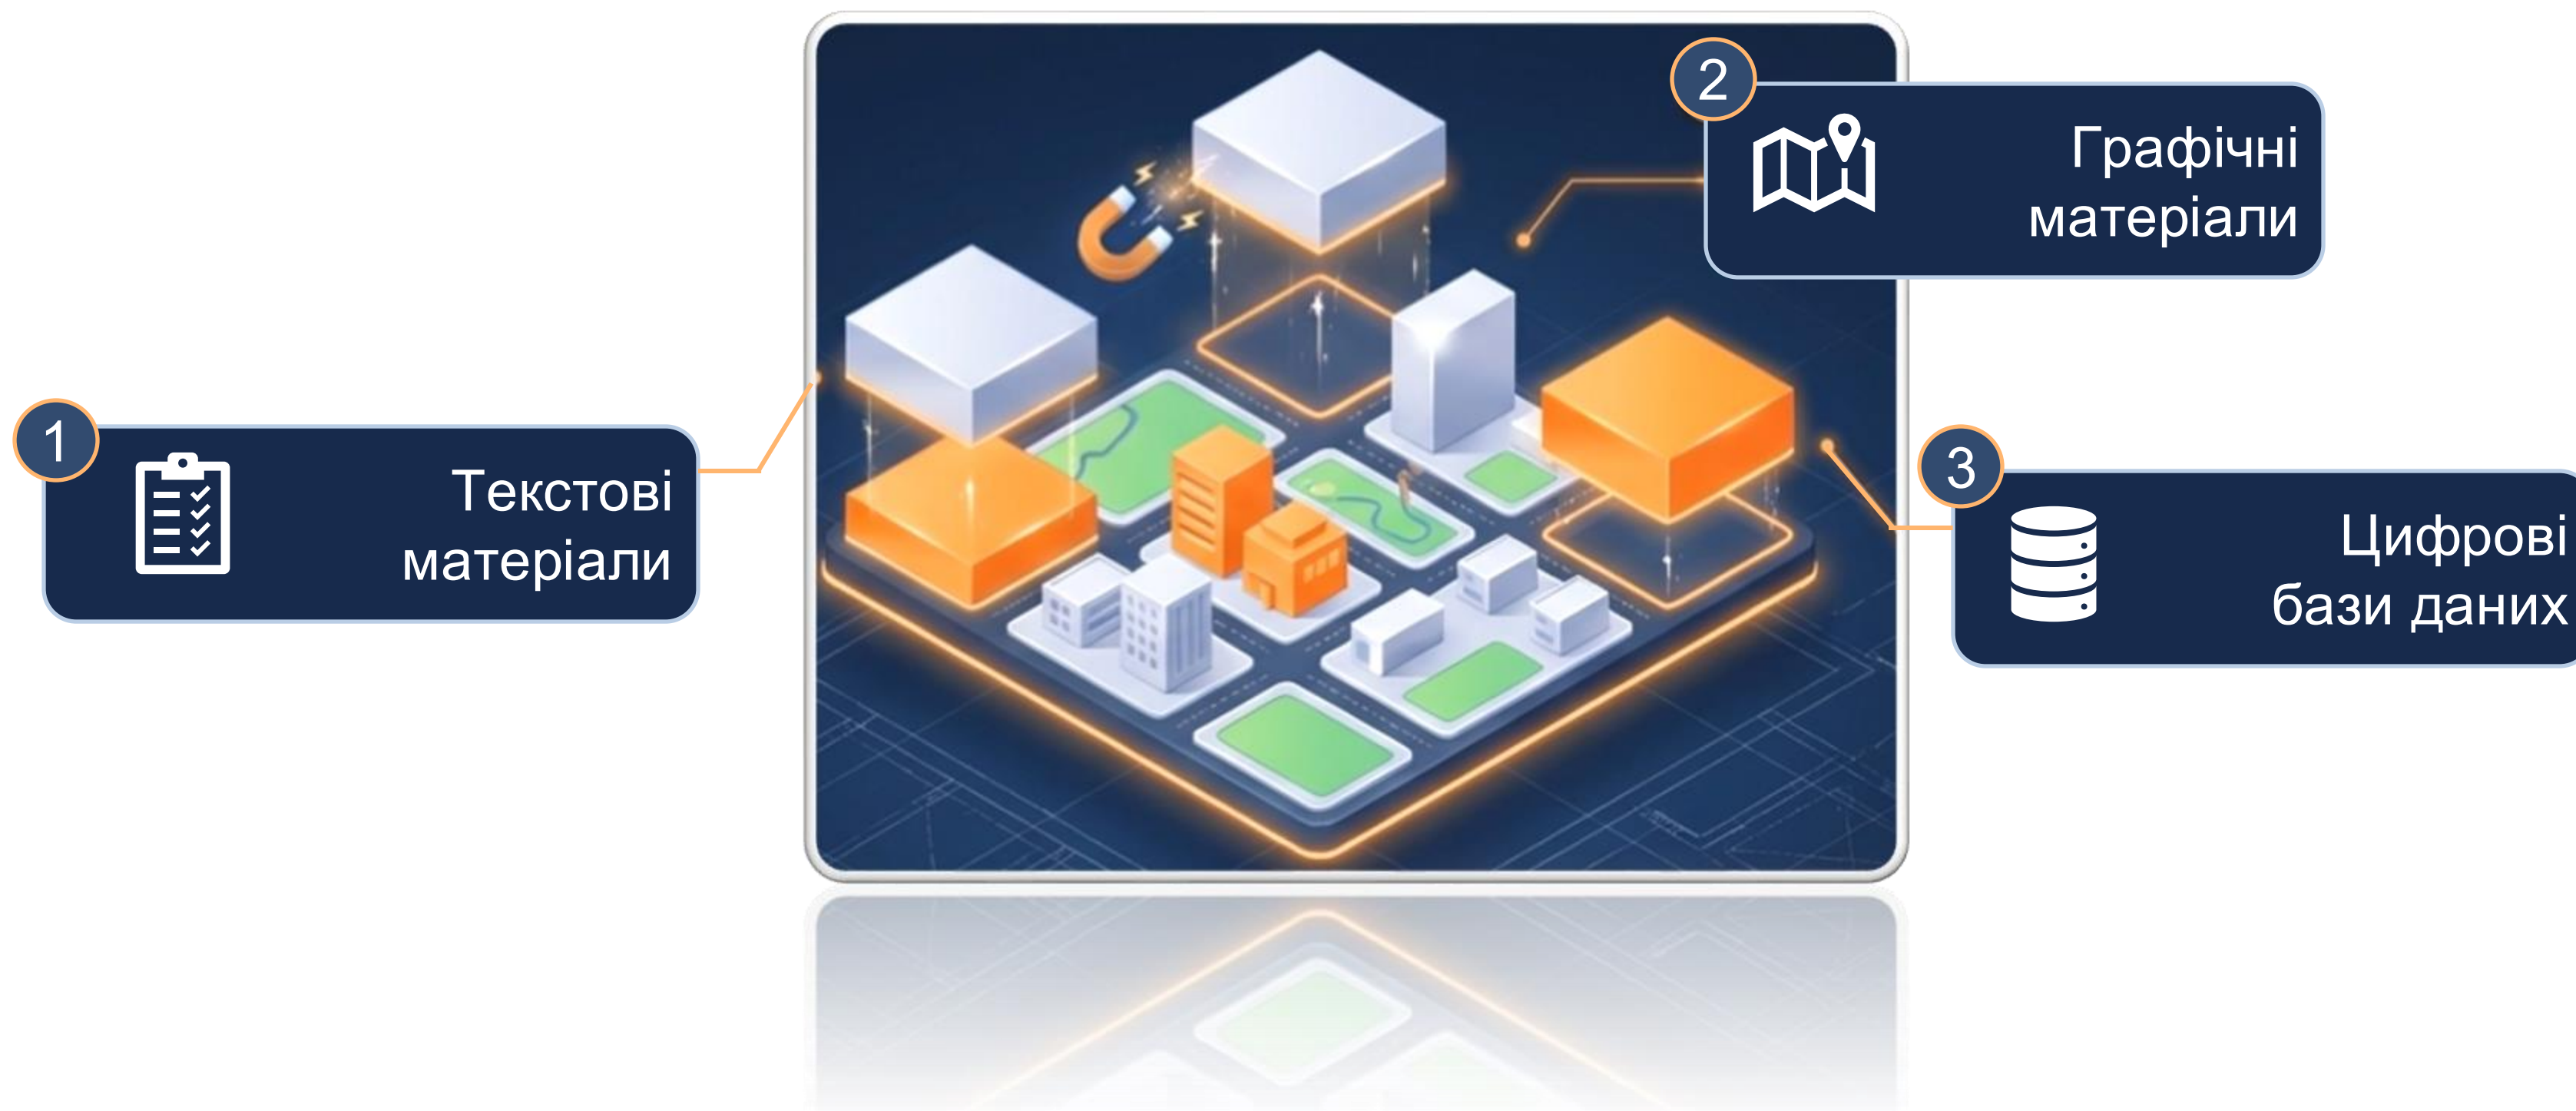 1
Текстові
матеріали
2
Графічні
матеріали
3
Цифрові
бази даних